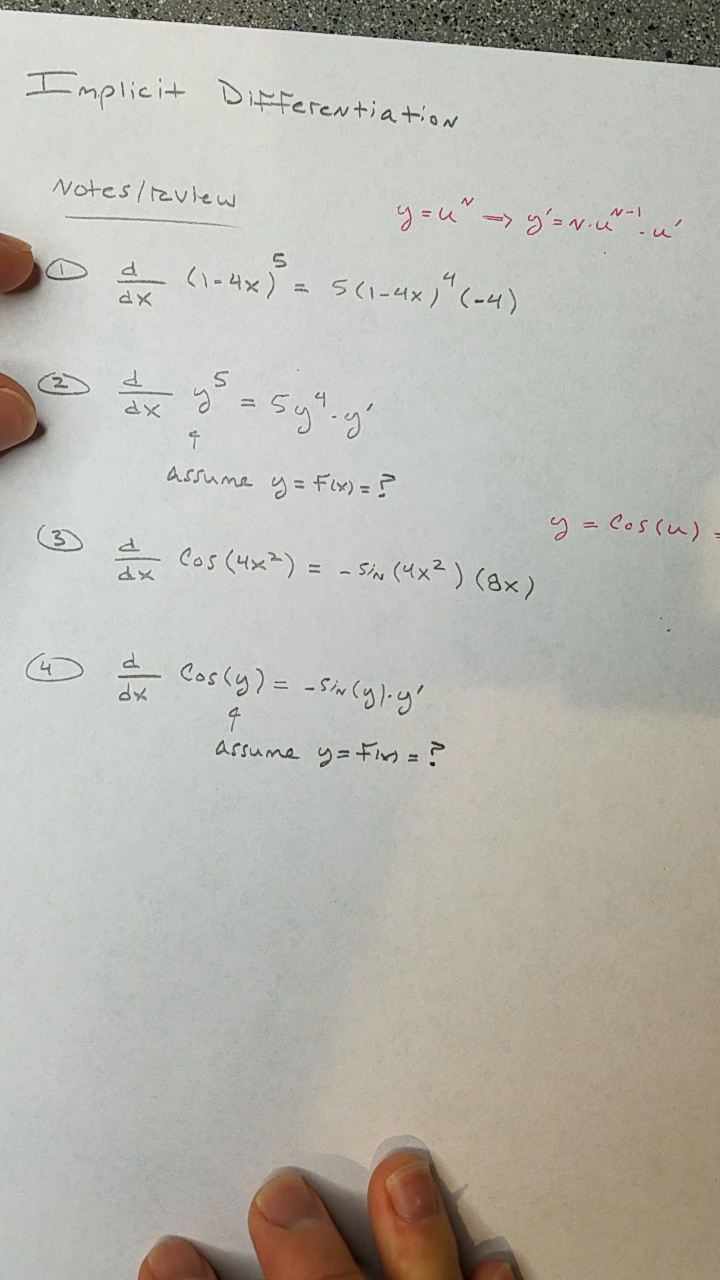 Implicit Differentiation
Notes/review
y = u^n ⇒ y' = n·u^(n-1)·u'
① d/dx (1-4x)^5 = 5(1-4x)^4(-4)
② d/dx y^5 = 5y^4·y'
↑
assume y = F(x) = ?
y = cos(u) =
③ d/dx cos(4x²) = -sin(4x²)(8x)
④ d/dx cos(y) = -sin(y)·y'
↑
assume y = F(x) = ?